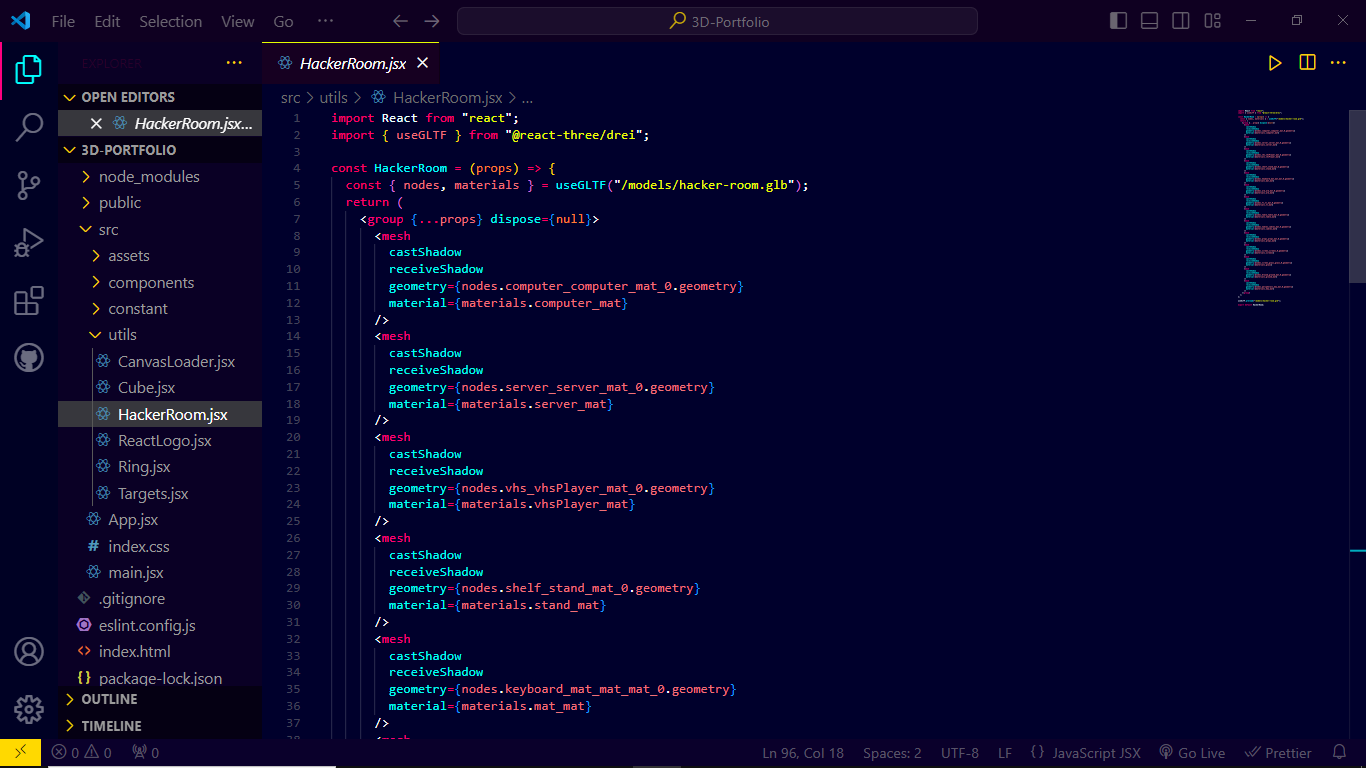 File Edit Selection View Go ···
3D-Portfolio
EXPLORER ···
HackerRoom.jsx
OPEN EDITORS
HackerRoom.jsx...
3D-PORTFOLIO
node_modules
public
src
assets
components
constant
utils
CanvasLoader.jsx
Cube.jsx
HackerRoom.jsx
ReactLogo.jsx
Ring.jsx
Targets.jsx
App.jsx
# index.css
main.jsx
.gitignore
eslint.config.js
<> index.html
{} package-lock.json
OUTLINE
TIMELINE
src > utils > HackerRoom.jsx > ...
1 import React from "react";
2 import { useGLTF } from "@react-three/drei";
3
4 const HackerRoom = (props) => {
5 const { nodes, materials } = useGLTF("/models/hacker-room.glb");
6 return (
7 <group {...props} dispose={null}>
8 <mesh
9 castShadow
10 receiveShadow
11 geometry={nodes.computer_computer_mat_0.geometry}
12 material={materials.computer_mat}
13 />
14 <mesh
15 castShadow
16 receiveShadow
17 geometry={nodes.server_server_mat_0.geometry}
18 material={materials.server_mat}
19 />
20 <mesh
21 castShadow
22 receiveShadow
23 geometry={nodes.vhs_vhsPlayer_mat_0.geometry}
24 material={materials.vhsPlayer_mat}
25 />
26 <mesh
27 castShadow
28 receiveShadow
29 geometry={nodes.shelf_stand_mat_0.geometry}
30 material={materials.stand_mat}
31 />
32 <mesh
33 castShadow
34 receiveShadow
35 geometry={nodes.keyboard_mat_mat_mat_0.geometry}
36 material={materials.mat_mat}
37 />
38 <mesh
0 0 0
Ln 96, Col 18 Spaces: 2 UTF-8 LF {} JavaScript JSX Go Live Prettier